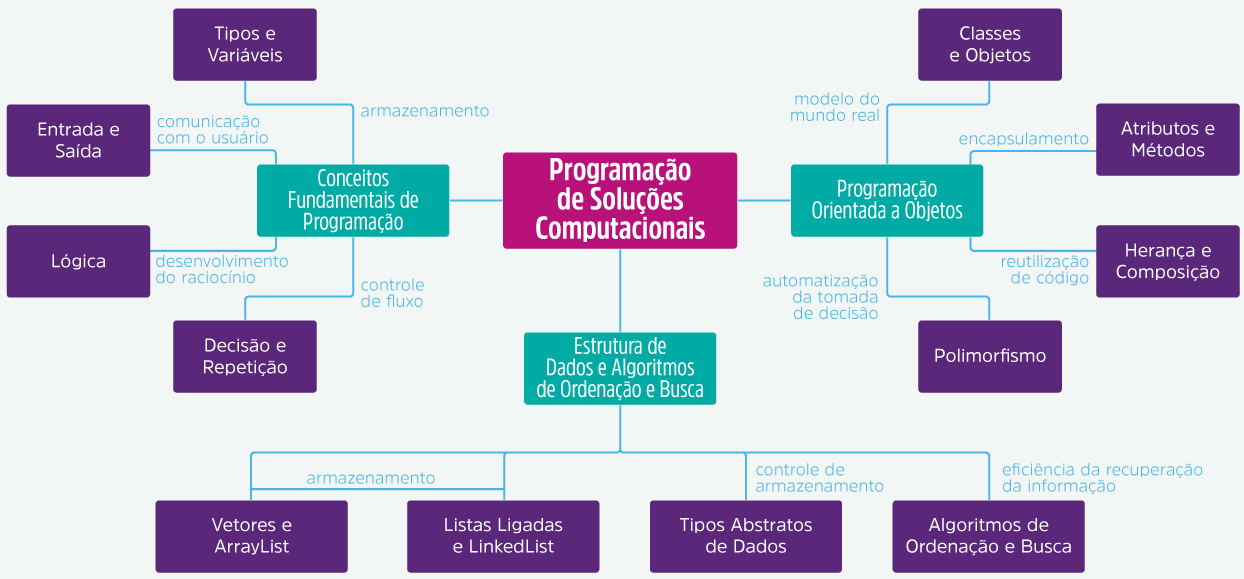 Programação
de Soluções
Computacionais
Conceitos
Fundamentais de
Programação
Tipos e
Variáveis
armazenamento
Entrada e
Saída
comunicação
com o usuário
Lógica
desenvolvimento
do raciocínio
Decisão e
Repetição
controle
de fluxo
Programação
Orientada a Objetos
Classes
e Objetos
modelo do
mundo real
Atributos e
Métodos
encapsulamento
Herança e
Composição
reutilização
de código
Polimorfismo
automatização
da tomada
de decisão
Estrutura de
Dados e Algoritmos
de Ordenação e Busca
armazenamento
Vetores e
ArrayList
Listas Ligadas
e LinkedList
controle de
armazenamento
Tipos Abstratos
de Dados
eficiência da recuperação
da informação
Algoritmos de
Ordenação e Busca